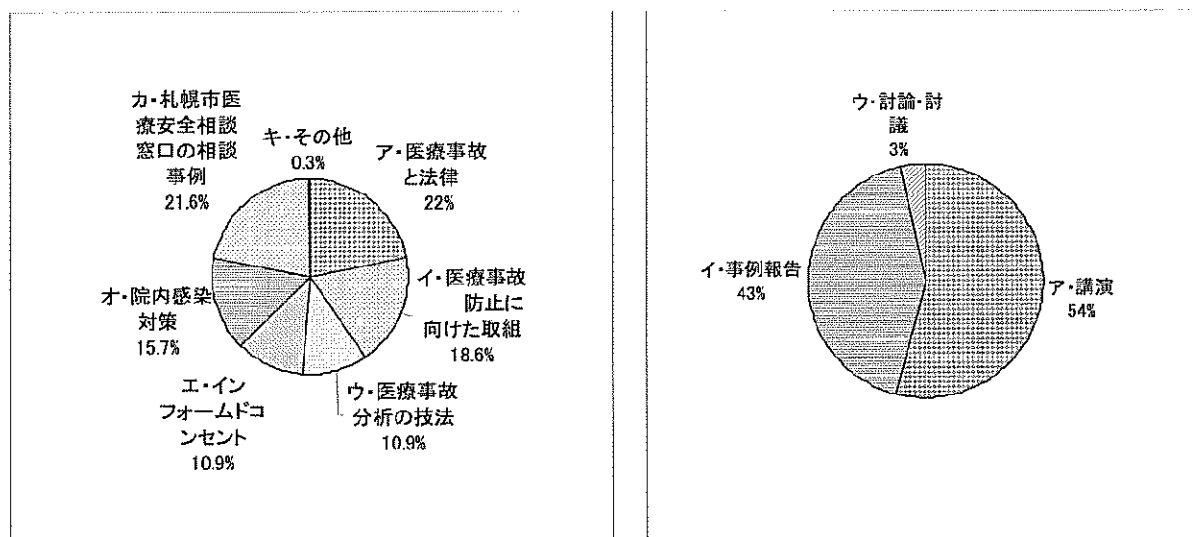 カ・札幌市医
療安全相談
窓口の相談
事例
21.6%
キ・その他
0.3%
ア・医療事故
と法律
22%
イ・医療事故
防止に
向けた取組
18.6%
ウ・医療事故
分析の技法
10.9%
エ・イン
フォームドコ
ンセント
10.9%
オ・院内感染
対策
15.7%
ウ・討論・討
議
3%
イ・事例報告
43%
ア・講演
54%